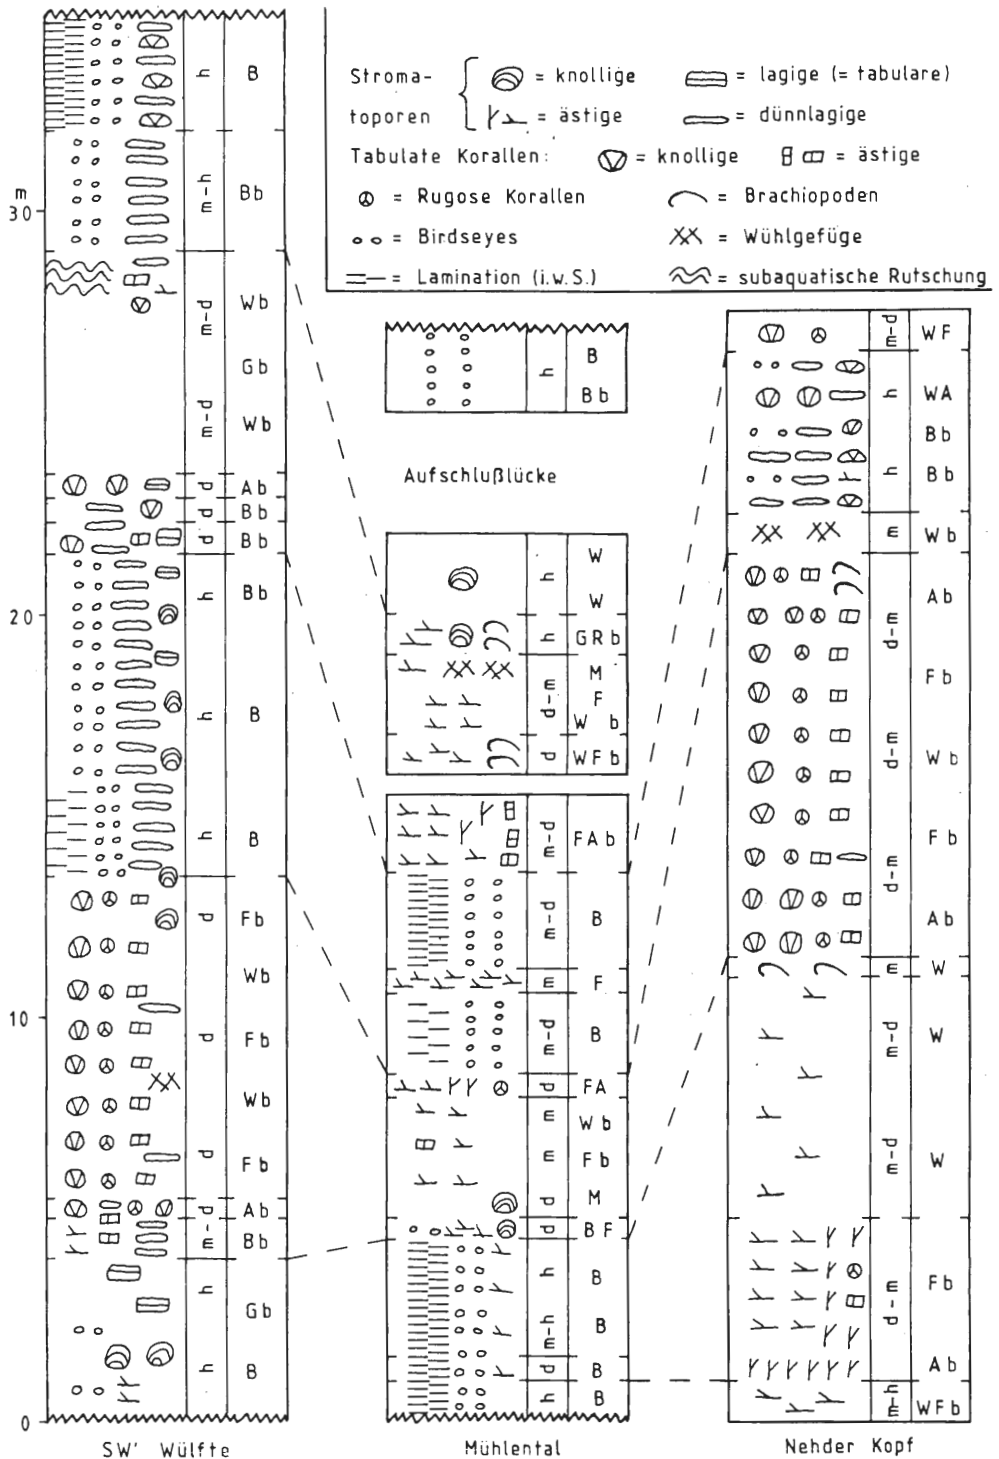 Stroma-
toporen
= knollige
= lagige (= tabulare)
= ästige
= dünnlagige
Tabulate Korallen:
= knollige
= ästige
= Rugose Korallen
= Brachiopoden
= Birdseyes
= Wühlgefüge
= Lamination (i.w.S.)
= subaquatische Rutschung
m
30
20
10
0
h B
h-m Bb
p-m Wb
Gb
p-m Wb
p Ab
p Bb
p Bb
h Bb
h B
h B
p Fb
Wb
p Fb
Wb
p Fb
p Ab
p-m Bb
h Gb
h B
SW' Wülfte
h B
Bb
Aufschlußlücke
h W
W
h GRb
m-p M
F
W b
p WFb
p-m FAb
p-m B
m F
p-m B
p FA
m Wb
m Fb
p M
p BF
h B
h-m B
p B
h B
Mühlental
p-m WF
h WA
Bb
h Bb
m Wb
m-p Ab
Fb
m-p Wb
Fb
m-p Ab
m W
p-m W
p-m W
m-p Fb
Ab
h-m WFb
Nehder Kopf